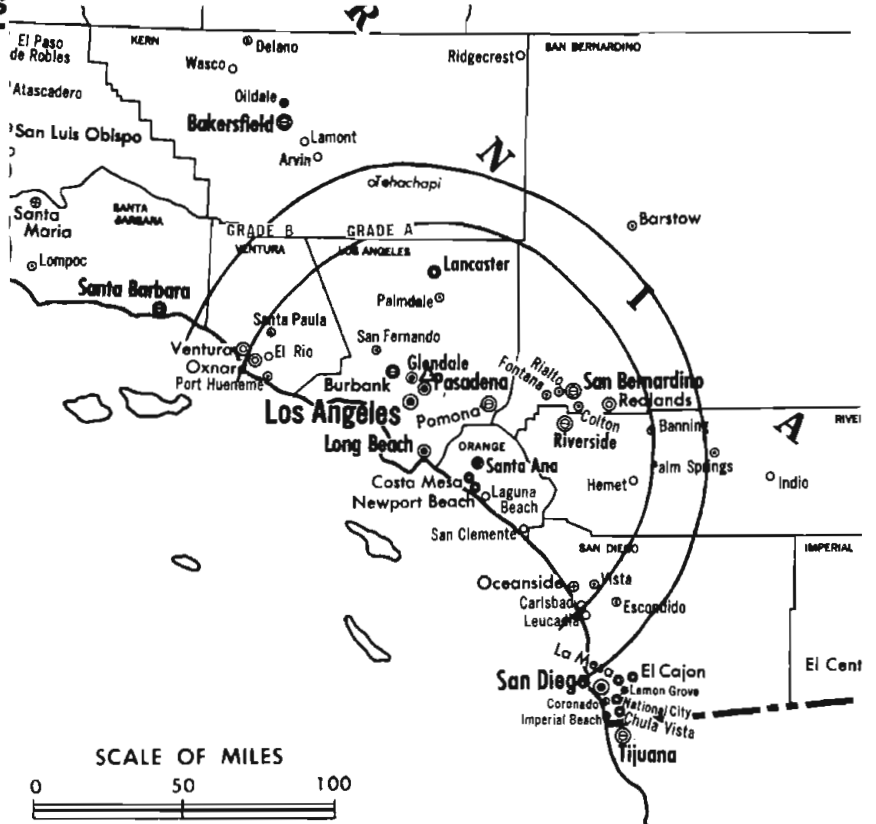 S
R
N
I
A
El Paso
de Robles
KERN
Delano
Wasco
Ridgecrest
SAN BERNARDINO
Atascadero
Oildale
Bakersfield
San Luis Obispo
Lamont
Arvin
Tehachapi
Santa
Maria
SANTA
BARBARA
GRADE B
GRADE A
Barstow
VENTURA
LOS ANGELES
Lompoc
Lancaster
Santa Barbara
Palmdale
Santa Paula
San Fernando
Ventura
El Rio
Oxnar
Port Hueneme
Glendale
Burbank
Pasadena
Fontana
Rialto
San Bernardino
Redlands
Los Angeles
Pomona
Colton
Riverside
Banning
RIVE
Long Beach
ORANGE
Santa Ana
alm Springs
Costa Mesa
Newport Beach
Laguna
Beach
Hemet
Indio
San Clemente
SAN DIEGO
IMPERIAL
Oceanside
Vista
Carlsbad
Escondido
Leucadia
La Mesa
El Cajon
San Diego
Lemon Grove
Coronado
National City
Imperial Beach
Chula Vista
Tijuana
El Cent
SCALE OF MILES
0 50 100